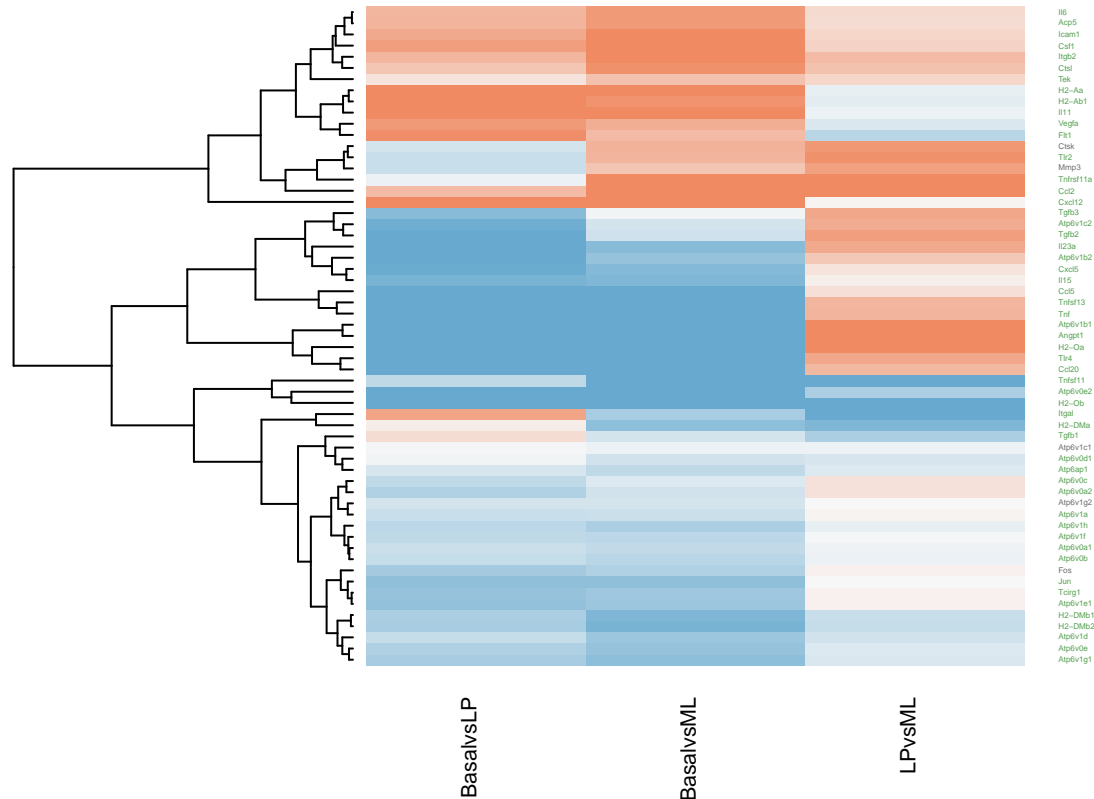 Il6
Acp5
Icam1
Csf1
Itgb2
Ctsl
Tek
H2−Aa
H2−Ab1
Il11
Vegfa
Flt1
Ctsk
Tlr2
Mmp3
Tnfrsf11a
Ccl2
Cxcl12
Tgfb3
Atp6v1c2
Tgfb2
Il23a
Atp6v1b2
Cxcl5
Il15
Ccl5
Tnfsf13
Tnf
Atp6v1b1
Angpt1
H2−Oa
Tlr4
Ccl20
Tnfsf11
Atp6v0e2
H2−Ob
Itgal
H2−DMa
Tgfb1
Atp6v1c1
Atp6v0d1
Atp6ap1
Atp6v0c
Atp6v0a2
Atp6v1g2
Atp6v1a
Atp6v1h
Atp6v1f
Atp6v0a1
Atp6v0b
Fos
Jun
Tcirg1
Atp6v1e1
H2−DMb1
H2−DMb2
Atp6v1d
Atp6v0e
Atp6v1g1
BasalvsLP
BasalvsML
LPvsML